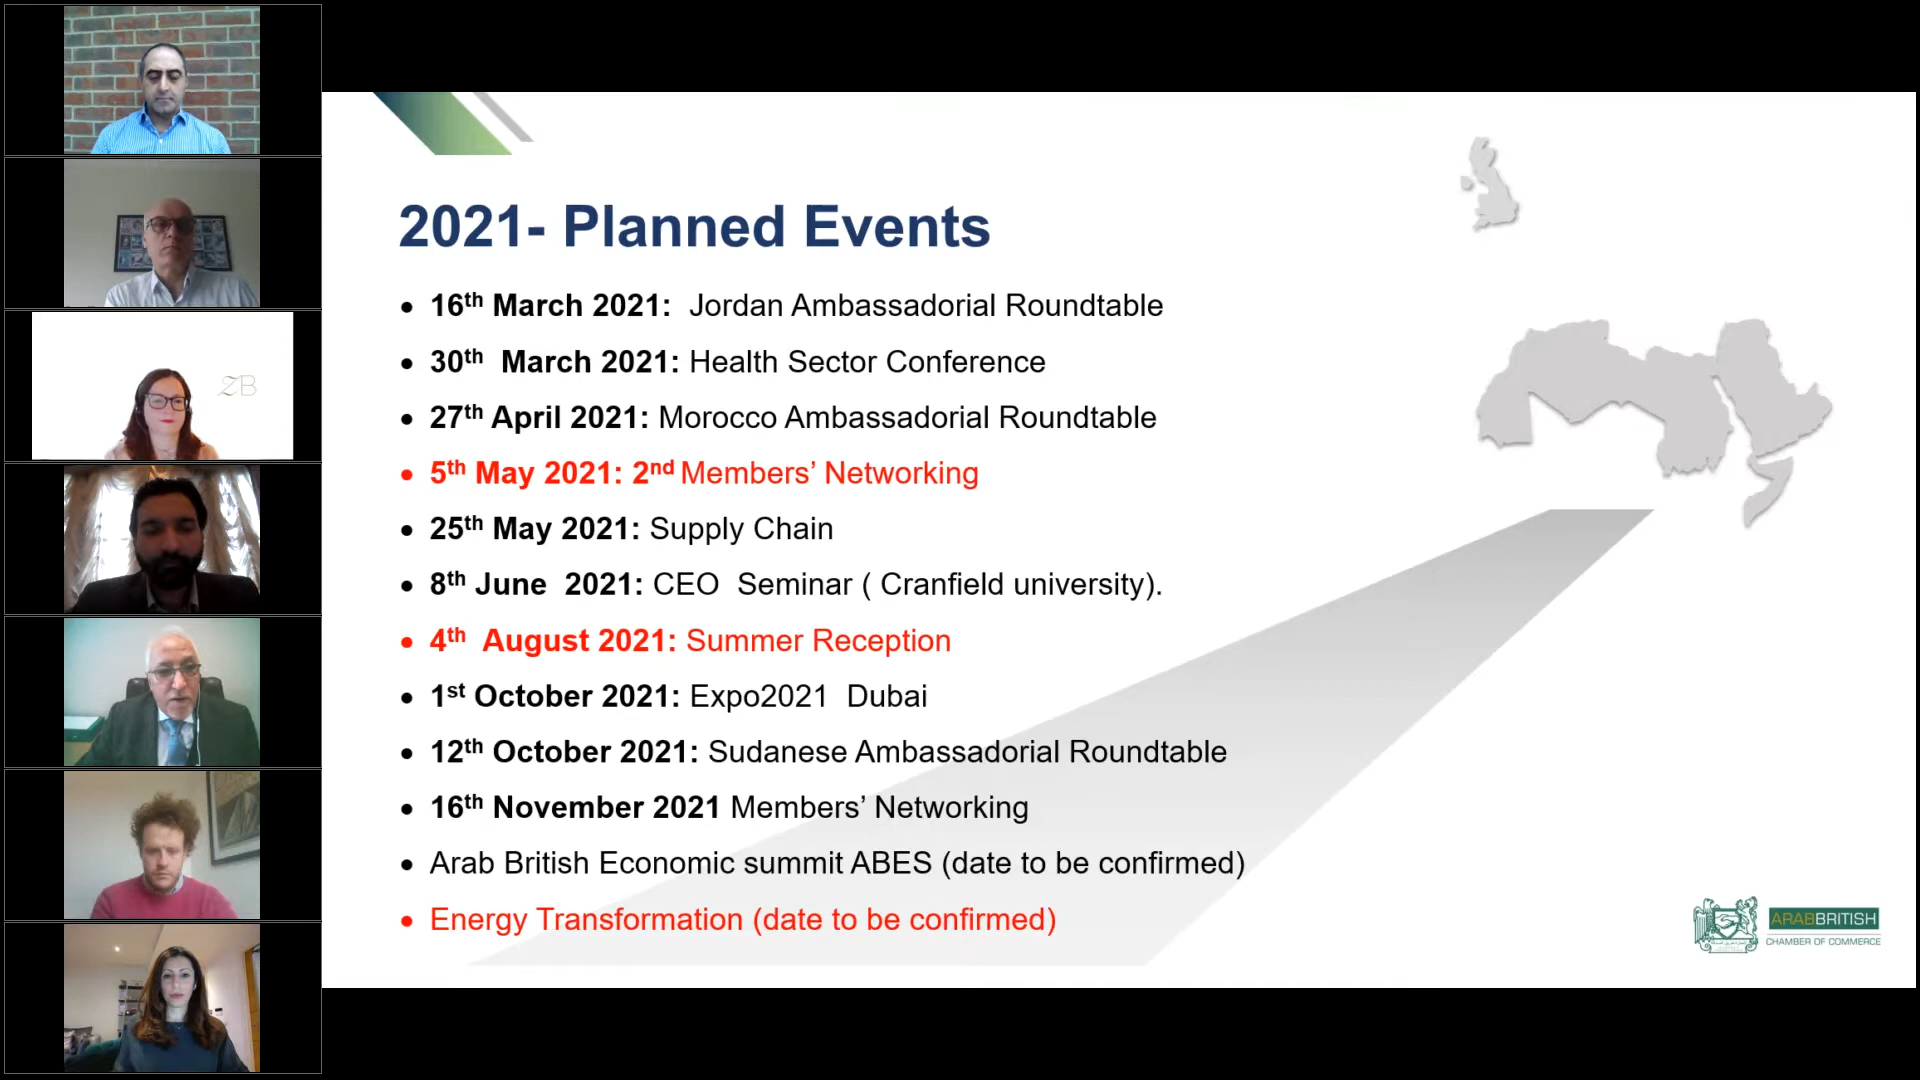 ZB
2021- Planned Events
• 16th March 2021: Jordan Ambassadorial Roundtable
• 30th March 2021: Health Sector Conference
• 27th April 2021: Morocco Ambassadorial Roundtable
• 5th May 2021: 2nd Members’ Networking
• 25th May 2021: Supply Chain
• 8th June 2021: CEO Seminar ( Cranfield university).
• 4th August 2021: Summer Reception
• 1st October 2021: Expo2021 Dubai
• 12th October 2021: Sudanese Ambassadorial Roundtable
• 16th November 2021 Members’ Networking
• Arab British Economic summit ABES (date to be confirmed)
• Energy Transformation (date to be confirmed)
ARABBRITISH
CHAMBER OF COMMERCE